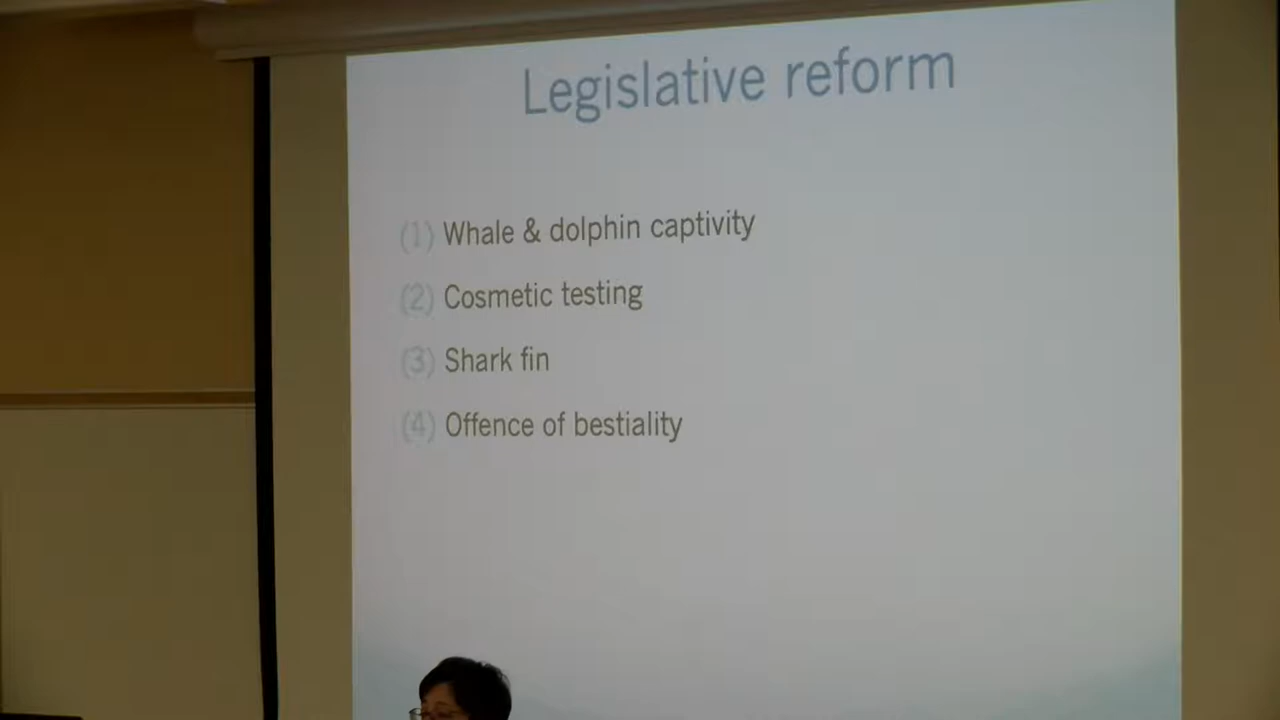 Legislative reform
(1) Whale & dolphin captivity
(2) Cosmetic testing
(3) Shark fin
(4) Offence of bestiality